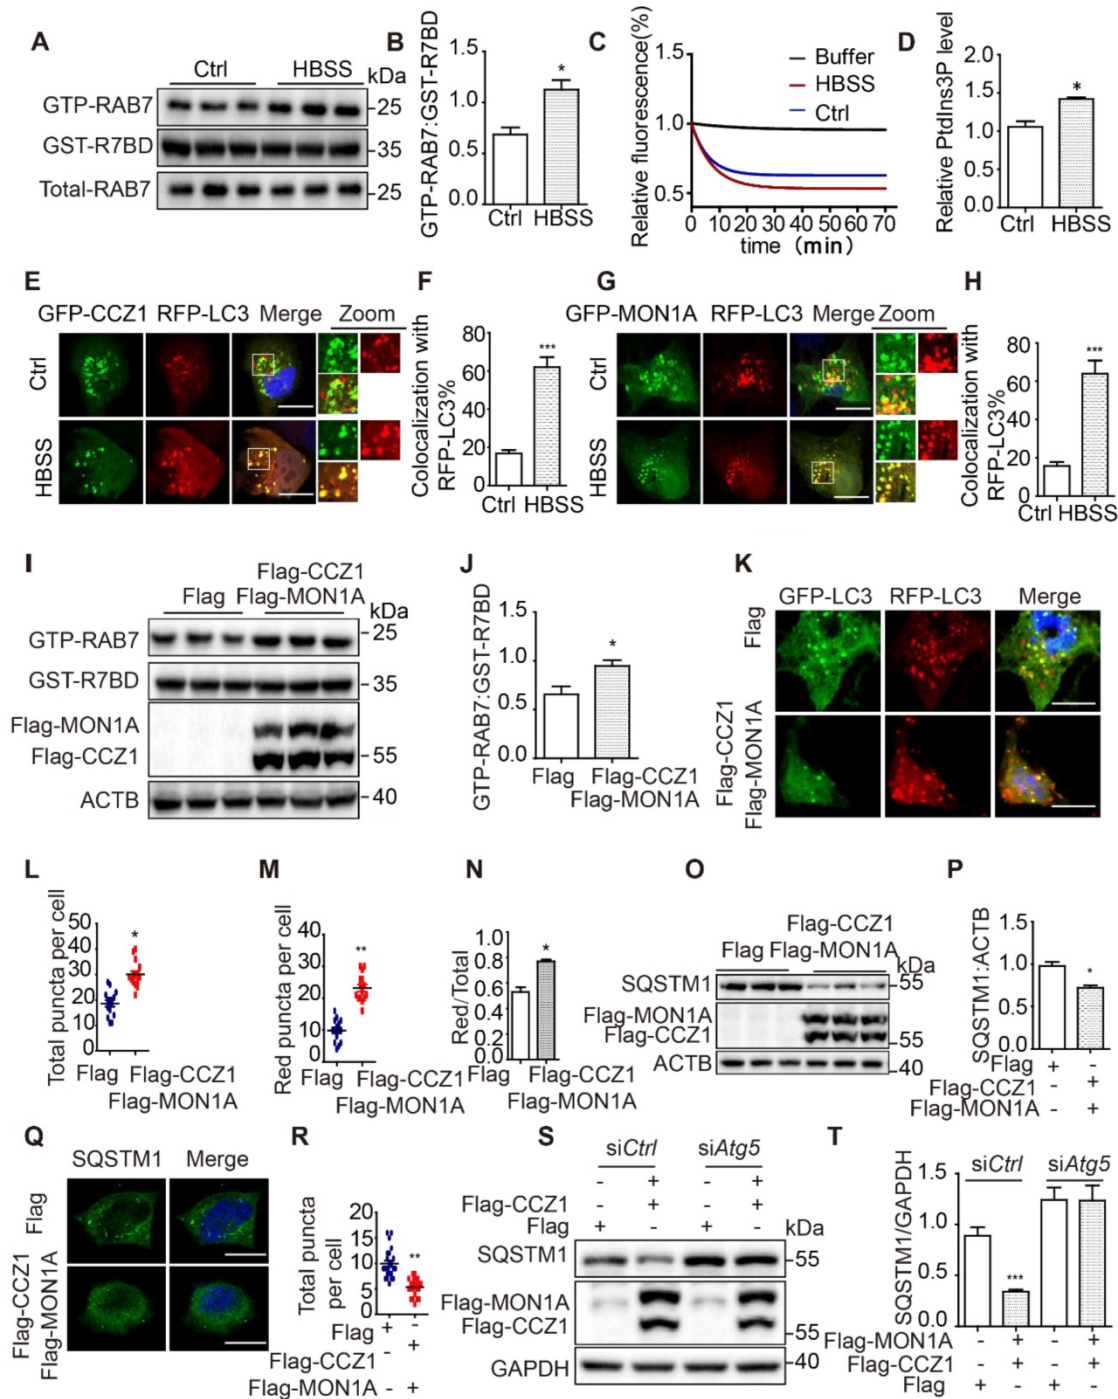 A
Ctrl
HBSS
kDa
GTP-RAB7
25
GST-R7BD
35
Total-RAB7
25
B
GTP-RAB7:GST-R7BD
1.5
1.0
0.5
0.0
*
Ctrl
HBSS
C
Relative fluorescence(%)
1.0
0.5
Buffer
HBSS
Ctrl
0 10 20 30 40 50 60 70
time (min)
D
Relative PtdIns3P level
2.0
1.5
1.0
0.5
0.0
*
Ctrl HBSS
E
GFP-CCZ1 RFP-LC3 Merge Zoom
Ctrl
HBSS
F
Colocalization with
RFP-LC3%
80
60
40
20
0
***
Ctrl HBSS
G
GFP-MON1A RFP-LC3 Merge Zoom
Ctrl
HBSS
H
Colocalization with
RFP-LC3%
80
60
40
20
0
***
Ctrl HBSS
I
Flag-CCZ1
Flag Flag-MON1A
kDa
GTP-RAB7
25
GST-R7BD
35
Flag-MON1A
Flag-CCZ1
55
ACTB
40
J
GTP-RAB7:GST-R7BD
1.5
1.0
0.5
0.0
*
Flag Flag-CCZ1
Flag-MON1A
K
GFP-LC3 RFP-LC3 Merge
Flag
Flag-CCZ1
Flag-MON1A
L
Total puncta per cell
50
40
30
20
10
0
*
Flag Flag-CCZ1
Flag-MON1A
M
Red puncta per cell
40
30
20
10
0
**
Flag Flag-CCZ1
Flag-MON1A
N
Red/Total
1.0
0.8
0.6
0.4
0.2
0.0
*
Flag Flag-CCZ1
Flag-MON1A
O
Flag-CCZ1
Flag Flag-MON1A
kDa
SQSTM1
55
Flag-MON1A
Flag-CCZ1
55
ACTB
40
P
SQSTM1:ACTB
1.5
1.0
0.5
0.0
*
Flag + -
Flag-CCZ1 - +
Flag-MON1A - +
Q
SQSTM1 Merge
Flag
Flag-CCZ1
Flag-MON1A
R
Total puncta
per cell
20
15
10
5
0
**
Flag + -
Flag-CCZ1 - +
Flag-MON1A - +
S
siCtrl siAtg5
- + - +
Flag-CCZ1 - + - +
Flag + - + -
kDa
SQSTM1
55
Flag-MON1A
Flag-CCZ1
55
GAPDH
40
T
SQSTM1/GAPDH
1.5
1.0
0.5
0.0
siCtrl siAtg5
***
Flag-MON1A - + - +
Flag-CCZ1 - + - +
Flag + - + -